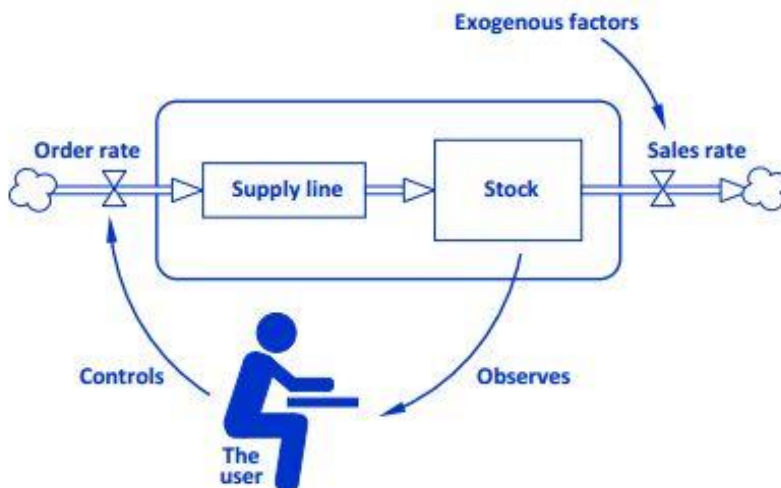 Exogenous factors
Order rate
Sales rate
Supply line
Stock
Controls
Observes
The
user